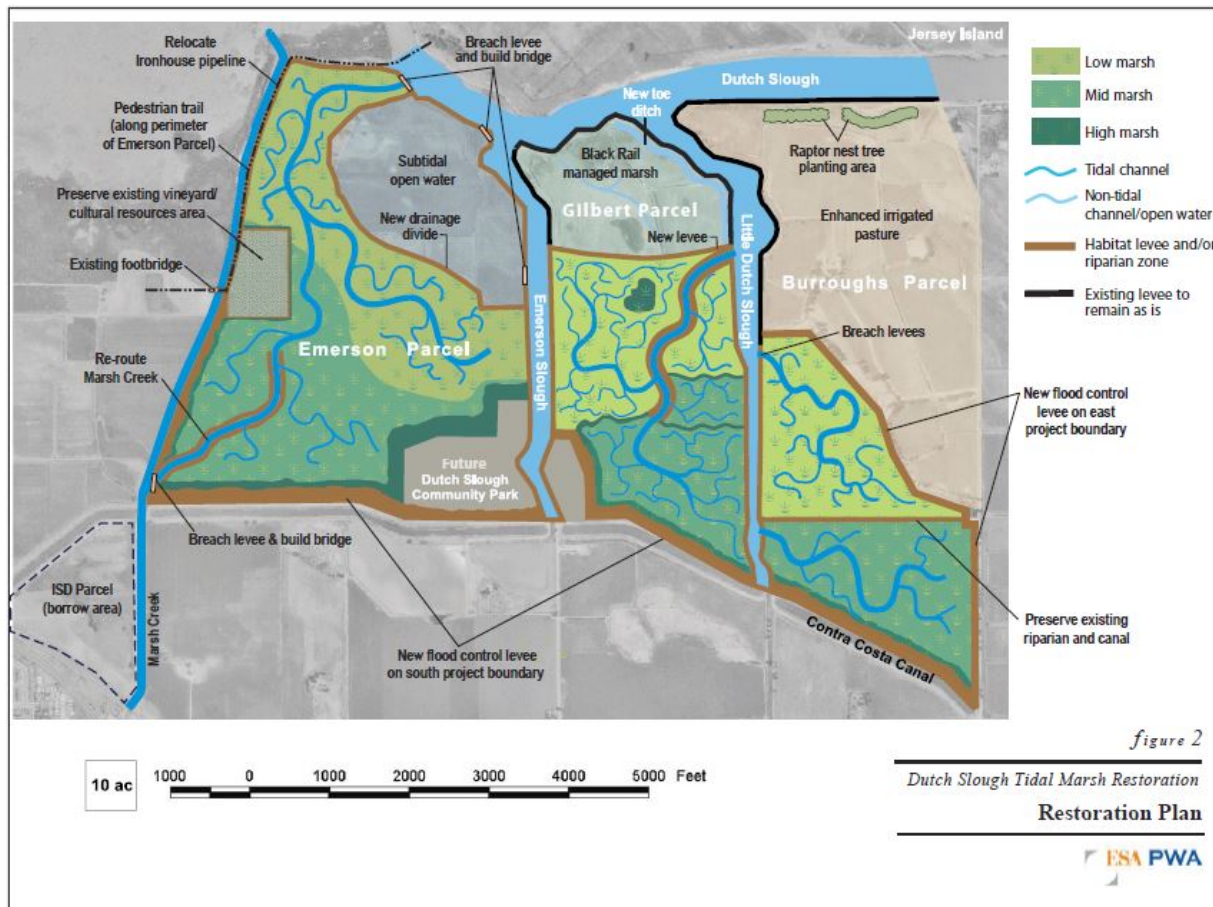 Relocate
Ironhouse pipeline
Pedestrian trail
(along perimeter
of Emerson Parcel)
Preserve existing vineyard/
cultural resources area
Existing footbridge
Re-route
Marsh Creek
Breach levee & build bridge
ISD Parcel
(borrow area)
Marsh Creek
Breach levee
and build bridge
Subtidal
open water
New drainage
divide
Emerson Parcel
Future
Dutch Slough
Community Park
New flood control levee
on south project boundary
Emerson Slough
New toe
ditch
Black Rail
managed marsh
Gilbert Parcel
New levee
Little Dutch Slough
Dutch Slough
Jersey Island
Raptor nest tree
planting area
Enhanced irrigated
pasture
Burroughs Parcel
Breach levees
New flood control
levee on east
project boundary
Preserve existing
riparian and canal
Contra Costa Canal
Low marsh
Mid marsh
High marsh
Tidal channel
Non-tidal
channel/open water
Habitat levee and/or
riparian zone
Existing levee to
remain as is
10 ac
1000 0 1000 2000 3000 4000 5000 Feet
figure 2
Dutch Slough Tidal Marsh Restoration
Restoration Plan
ESA PWA